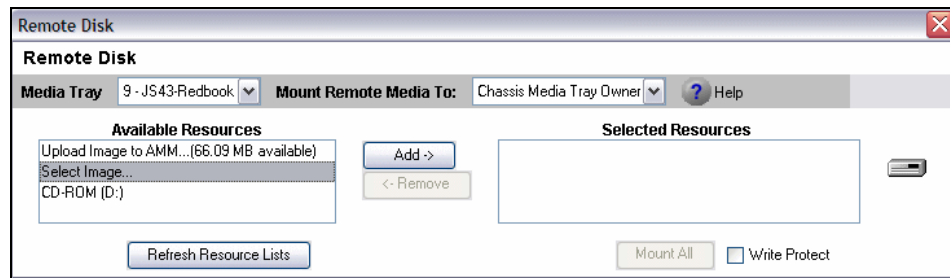 Remote Disk
Remote Disk
Media Tray 9 - JS43-Redbook Mount Remote Media To: Chassis Media Tray Owner ? Help
Available Resources Selected Resources
Upload Image to AMM...(66.09 MB available)
Select Image...
CD-ROM (D:)
Add ->
<- Remove
Refresh Resource Lists Mount All Write Protect